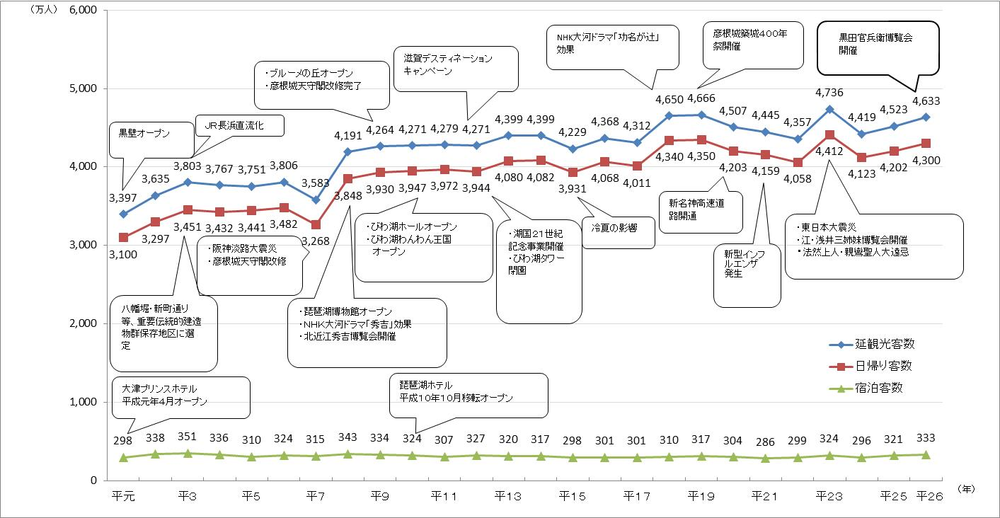 （万人）
6,000
5,000
4,000
3,000
2,000
1,000
0
黒壁オープン
JR長浜直流化
・ブルーメの丘オープン
・彦根城天守閣改修完了
滋賀デスティネーション
キャンペーン
NHK大河ドラマ「功名が辻」
効果
彦根城築城４００年
祭開催
黒田官兵衛博覧会
開催
3,397
3,635
3,803
3,767
3,751
3,806
3,583
4,191
4,264
4,271
4,279
4,271
4,399
4,399
4,229
4,368
4,312
4,650
4,666
4,507
4,445
4,357
4,736
4,419
4,523
4,633
3,100
3,297
3,451
3,432
3,441
3,482
3,268
3,848
3,930
3,947
3,972
3,944
4,080
4,082
3,931
4,068
4,011
4,340
4,350
4,203
4,159
4,058
4,412
4,123
4,202
4,300
八幡堀・新町通り
等、重要伝統的建造
物群保存地区に選
定
・阪神淡路大震災
・彦根城天守閣改修
・琵琶湖博物館オープン
・NHK大河ドラマ「秀吉」効果
・北近江秀吉博覧会開催
・びわ湖ホールオープン
・びわ湖わんわん王国
オープン
・湖国２１世紀
記念事業開催
・びわ湖タワー
閉園
冷夏の影響
新名神高速道
路開通
新型インフ
ルエンザ
発生
・東日本大震災
・江・浅井三姉妹博覧会開催
・法然上人・親鸞聖人大遠忌
延観光客数
日帰り客数
宿泊客数
大津プリンスホテル
平成元年４月オープン
琵琶湖ホテル
平成１０年１０月移転オープン
298
338
351
336
310
324
315
343
334
324
307
327
320
317
298
301
301
310
317
304
286
299
324
296
321
333
平元
平3
平5
平7
平9
平11
平13
平15
平17
平19
平21
平23
平25
平26
（年）